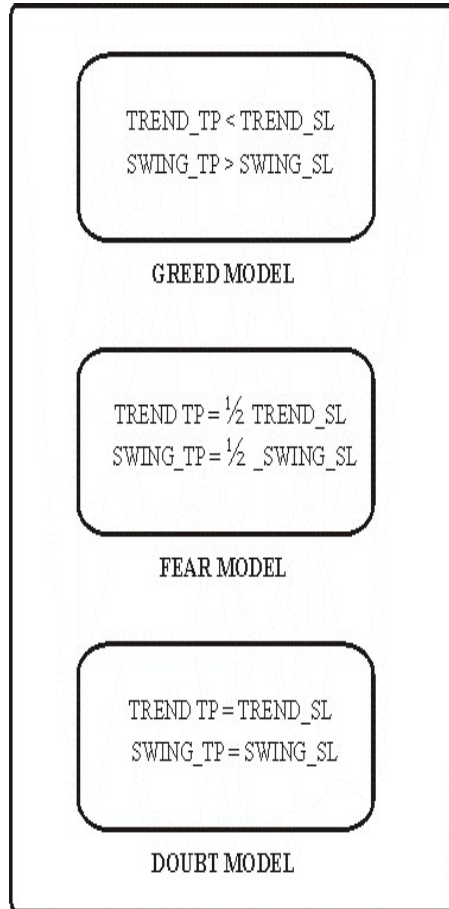 TREND_TP < TREND_SL
SWING_TP > SWING_SL
GREED MODEL
TREND TP = ½ TREND_SL
SWING_TP = ½ _SWING_SL
FEAR MODEL
TREND TP = TREND_SL
SWING_TP = SWING_SL
DOUBT MODEL